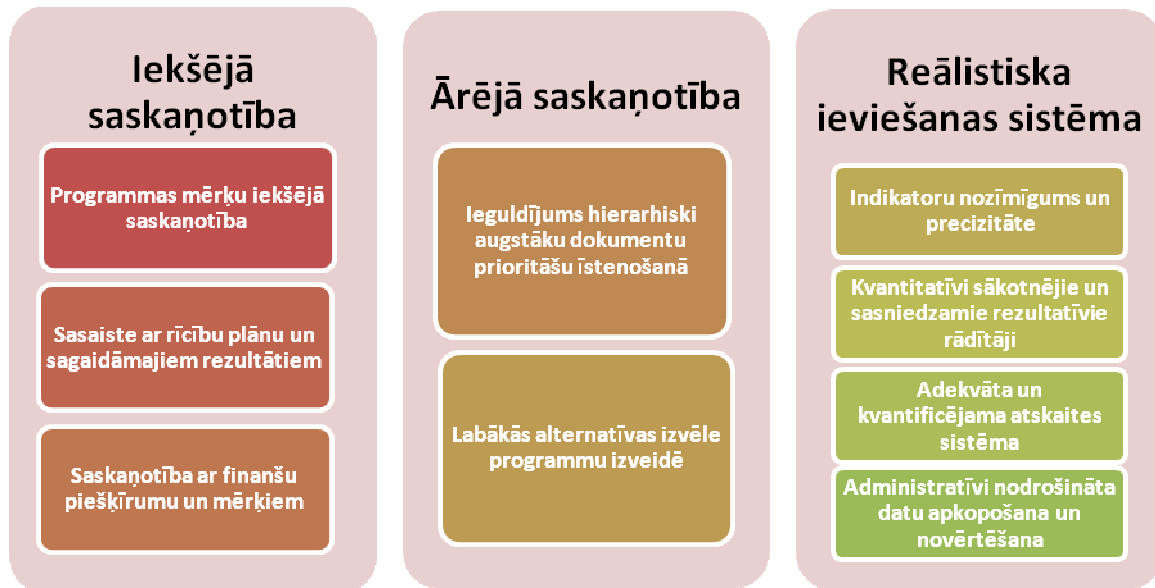 Iekšējā
saskaņotība
Programmas mērķu iekšējā
saskaņotība
Sasaiste ar rīcību plānu un
sagaidāmajiem rezultātiem
Saskaņotība ar finanšu
piešķīrumu un mērķiem
Ārējā saskaņotība
Ieguldījums hierarhiski
augstāku dokumentu
prioritāšu īstenošanā
Labākās alternatīvas izvēle
programmu izveidē
Reālistiska
ieviešanas sistēma
Indikatoru nozīmīgums un
precizitāte
Kvantitatīvi sākotnējie un
sasniedzamie rezultatīvie
rādītāji
Adekvāta un
kvantificējama atskaites
sistēma
Administratīvi nodrošināta
datu apkopošana un
novērtēšana